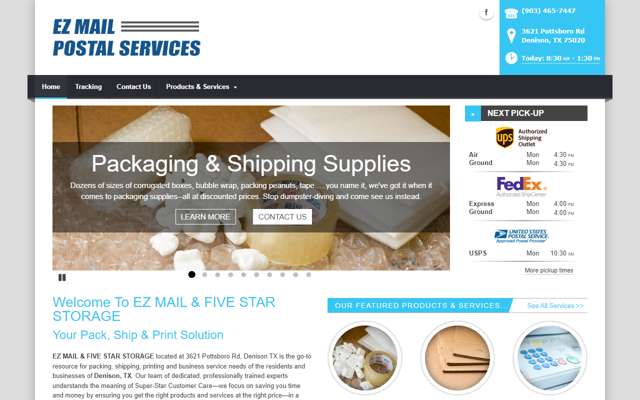 EZ MAIL
POSTAL SERVICES
f
(903) 465-7447
3621 Pottsboro Rd
Denison, TX 75020
Today: 8:30 AM - 1:30 PM
Home
Tracking
Contact Us
Products & Services
Packaging & Shipping Supplies
Dozens of sizes of corrugated boxes, bubble wrap, packing peanuts, tape ... you name it, we've got it when it
comes to packaging supplies--all at discounted prices. Stop dumpster-diving and come see us instead.
LEARN MORE
CONTACT US
NEXT PICK-UP
ups
Authorized
Shipping
Outlet
Air Mon 4:30 PM
Ground Mon 4:30 PM
FedEx
Authorized ShipCenter
Express Mon 4:00 PM
Ground Mon 4:00 PM
UNITED STATES
POSTAL SERVICE
Approved Postal Provider
USPS Mon 10:30 AM
More pickup times
Welcome To EZ MAIL & FIVE STAR
STORAGE
Your Pack, Ship & Print Solution
EZ MAIL & FIVE STAR STORAGE located at 3621 Pottsboro Rd, Denison TX is the go-to
resource for packing, shipping, printing and business service needs of the residents and
businesses of Denison, TX. Our team of dedicated, professionally trained experts
understands the meaning of Super-Star Customer Care—we focus on saving you time
and money by ensuring you get the right products and services at the right price—in a
OUR FEATURED PRODUCTS & SERVICES...
See All Services >>